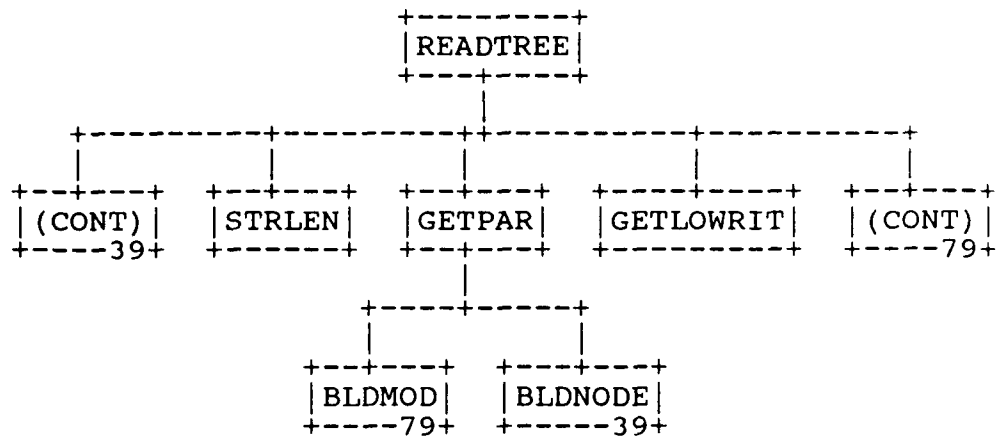 READTREE
(CONT) STRLEN GETPAR GETLOWRIT (CONT)
39 79
BLDMOD BLDNODE
79 39